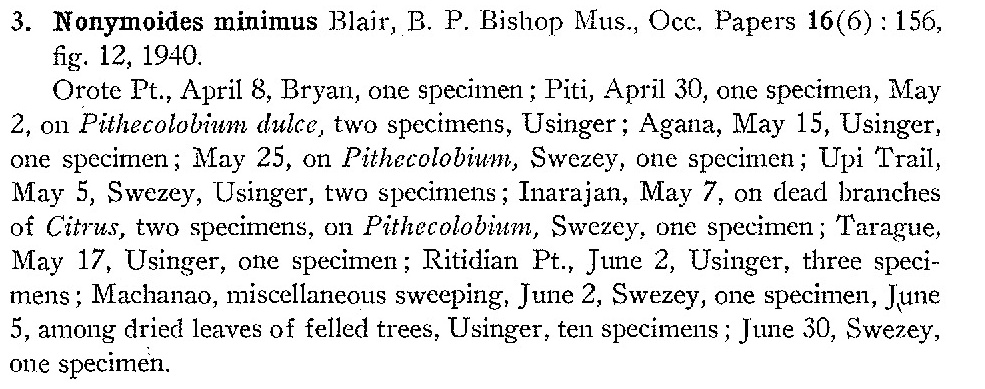 3. Nonymoides minimus Blair, B. P. Bishop Mus., Occ. Papers 16(6) : 156,
fig. 12, 1940.
Orote Pt., April 8, Bryan, one specimen; Piti, April 30, one specimen, May
2, on Pithecolobium dulce, two specimens, Usinger; Agana, May 15, Usinger,
one specimen; May 25, on Pithecolobium, Swezey, one specimen; Upi Trail,
May 5, Swezey, Usinger, two specimens; Inarajan, May 7, on dead branches
of Citrus, two specimens, on Pithecolobium, Swezey, one specimen; Tarague,
May 17, Usinger, one specimen; Ritidian Pt., June 2, Usinger, three speci-
mens; Machanao, miscellaneous sweeping, June 2, Swezey, one specimen, June
5, among dried leaves of felled trees, Usinger, ten specimens; June 30, Swezey,
one specimen.